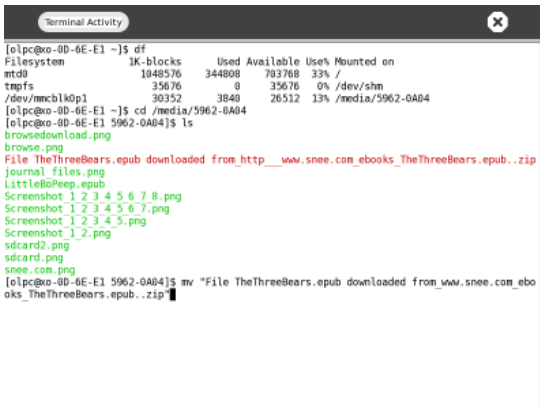 Terminal Activity
[olpc@xo-0D-6E-E1 ~]$ df
Filesystem 1K-blocks Used Available Use% Mounted on
mtd0 1048576 344808 703768 33% /
tmpfs 35676 0 35676 0% /dev/shm
/dev/mmcblk0p1 30352 3840 26512 13% /media/5962-0A04
[olpc@xo-0D-6E-E1 ~]$ cd /media/5962-0A04
[olpc@xo-0D-6E-E1 5962-0A04]$ ls
browsedownload.png
browse.png
File TheThreeBears.epub downloaded from_http___www.snee.com_ebooks_TheThreeBears.epub..zip
journal_files.png
LittleBoPeep.epub
Screenshot_1_2_3_4_5_6_7_8.png
Screenshot_1_2_3_4_5_6_7.png
Screenshot_1_2_3_4_5.png
Screenshot_1_2.png
sdcard2.png
sdcard.png
snee.com.png
[olpc@xo-0D-6E-E1 5962-0A04]$ mv "File TheThreeBears.epub downloaded from_www.snee.com_ebo
oks_TheThreeBears.epub..zip"